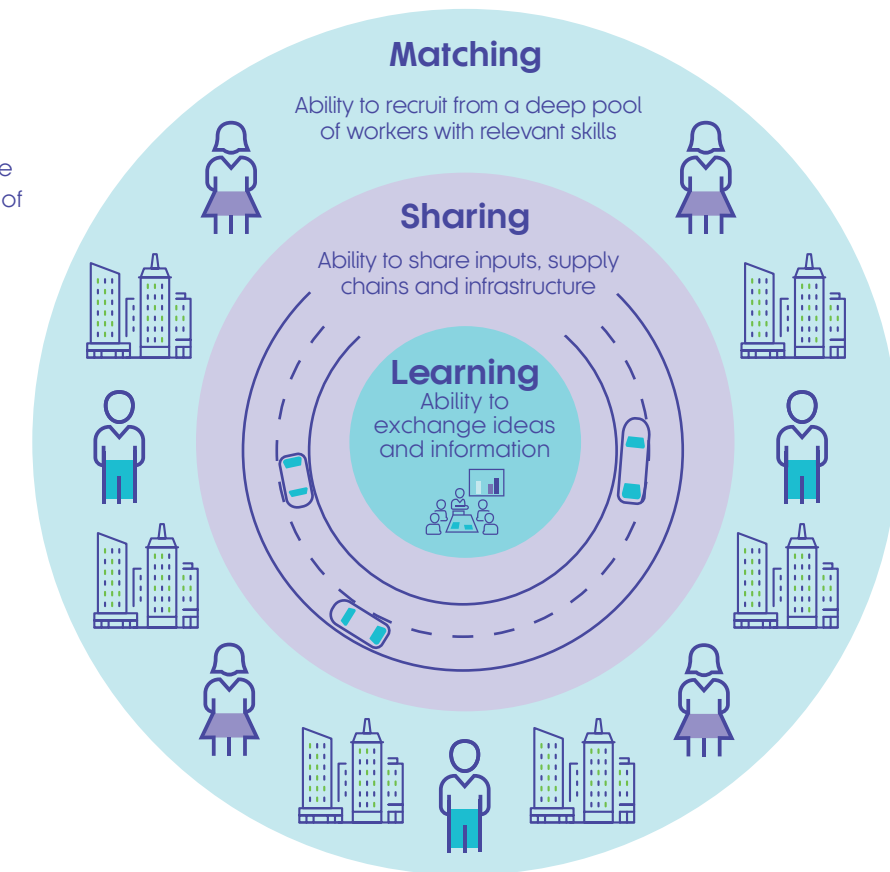 Matching
Ability to recruit from a deep pool
of workers with relevant skills
of
Sharing
Ability to share inputs, supply
chains and infrastructure
Learning
Ability to
exchange ideas
and information